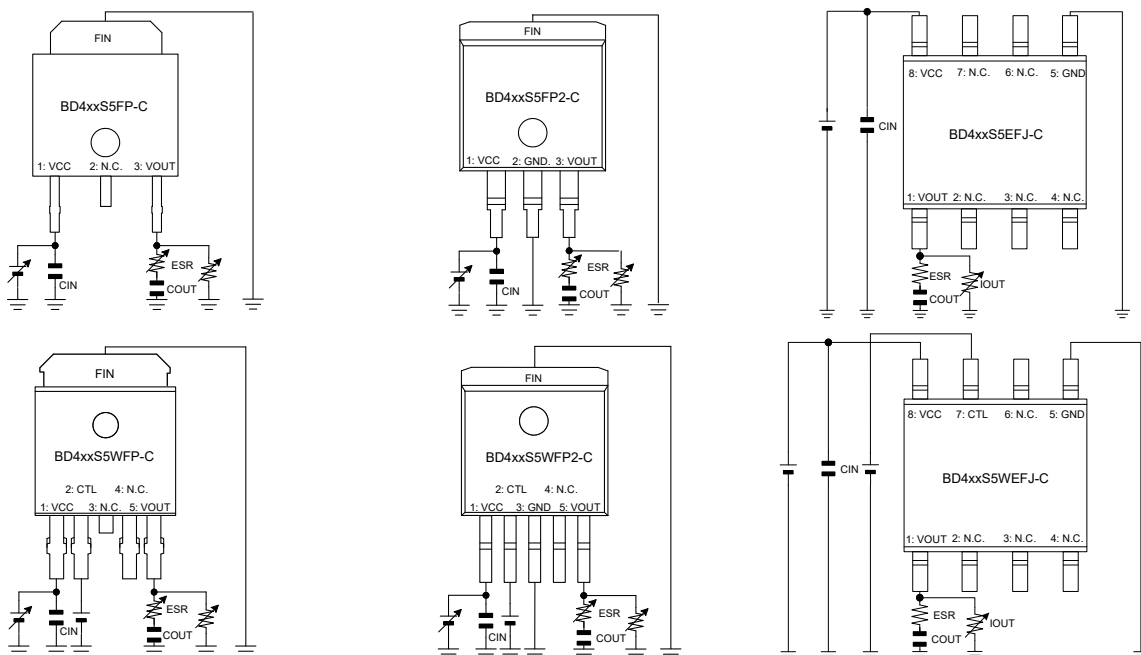 FIN
BD4xxS5FP-C
1: VCC 2: N.C. 3: VOUT
ESR
CIN
COUT
FIN
BD4xxS5FP2-C
1: VCC 2: GND. 3: VOUT
ESR
CIN
COUT
8: VCC 7: N.C. 6: N.C. 5: GND
CIN
BD4xxS5EFJ-C
1: VOUT 2: N.C. 3: N.C. 4: N.C.
ESR
IOUT
COUT
FIN
BD4xxS5WFP-C
2: CTL 4: N.C.
1: VCC 3: N.C. 5: VOUT
ESR
CIN
COUT
FIN
BD4xxS5WFP2-C
2: CTL 4: N.C.
1: VCC 3: GND 5: VOUT
ESR
CIN
COUT
8: VCC 7: CTL 6: N.C. 5: GND
CIN
BD4xxS5WEFJ-C
1: VOUT 2: N.C. 3: N.C. 4: N.C.
ESR
IOUT
COUT